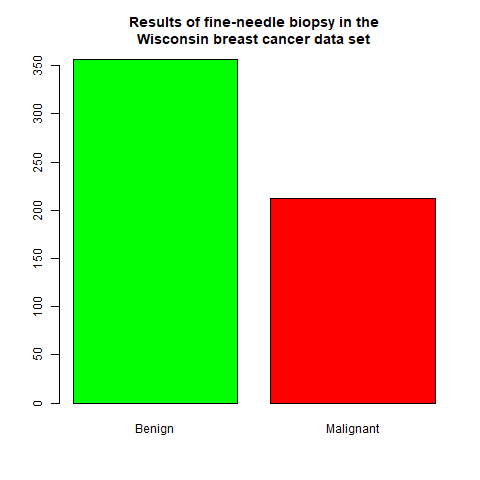 Results of fine-needle biopsy in the
Wisconsin breast cancer data set
350
300
250
200
150
100
50
0
Benign Malignant